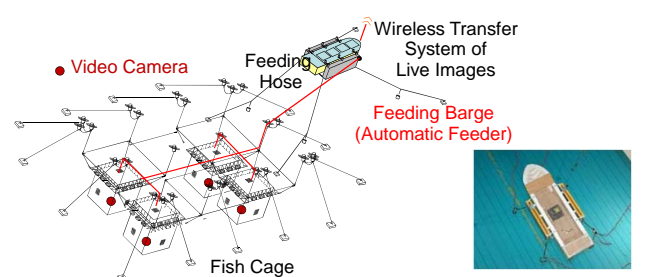 Wireless Transfer
System of
Live Images
Feeding
Hose
Video Camera
Feeding Barge
(Automatic Feeder)
Fish Cage